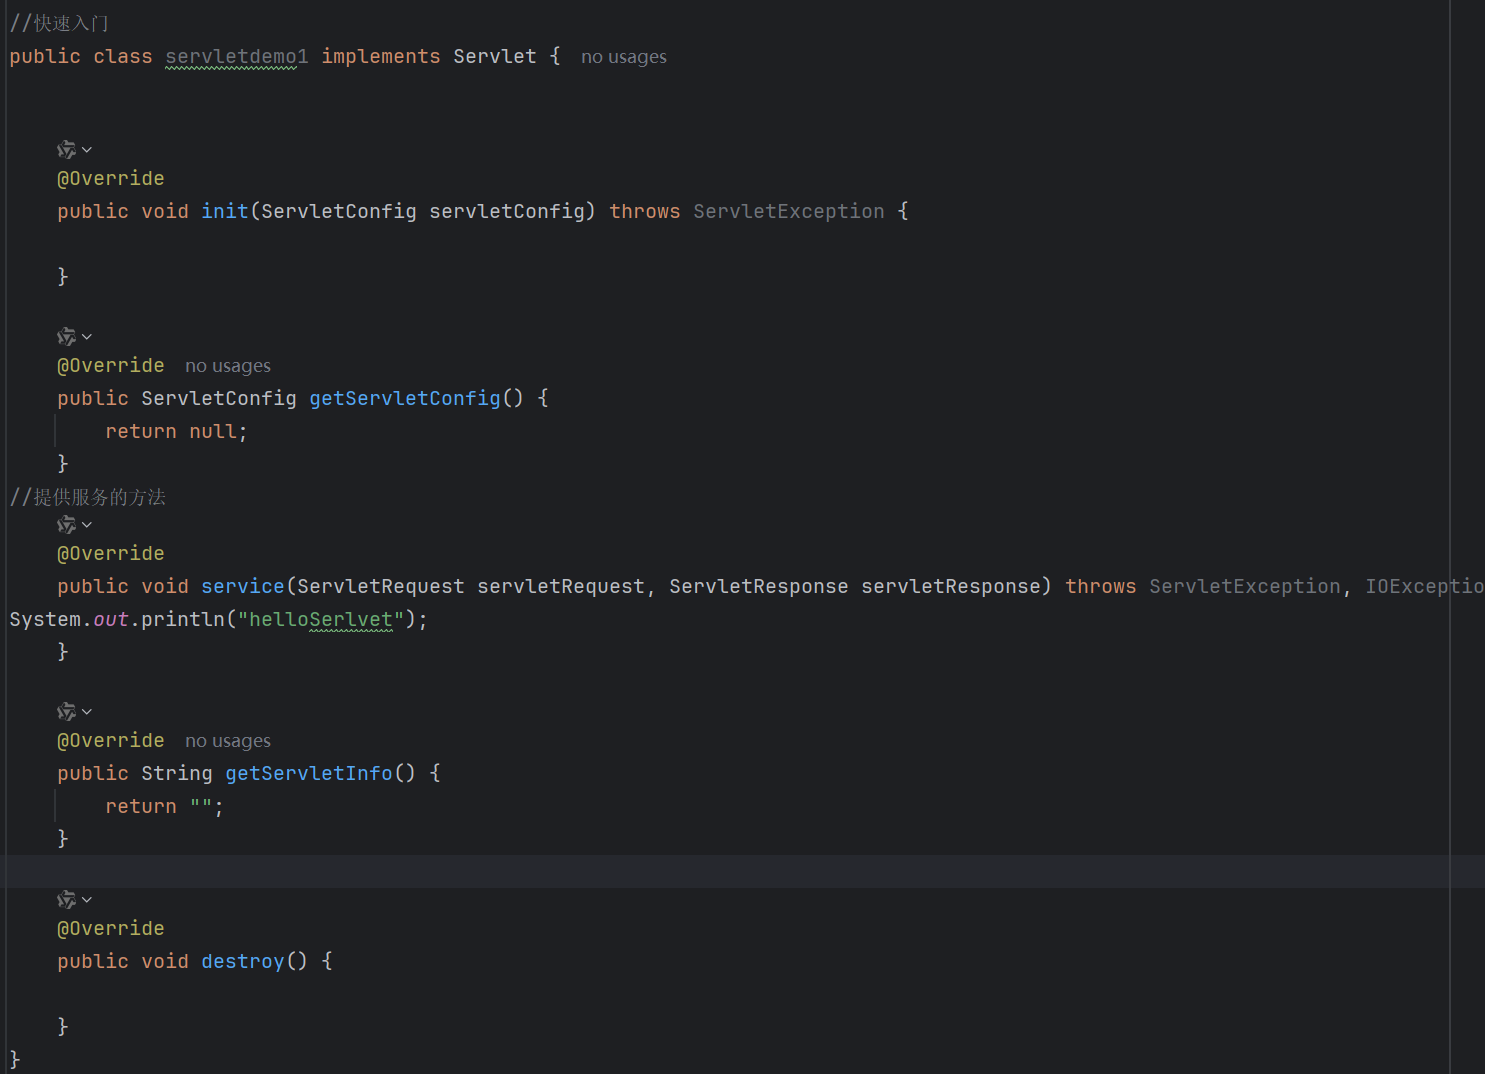 //快速入门
public class servletdemo1 implements Servlet {  no usages
@Override
public void init(ServletConfig servletConfig) throws ServletException {
}
@Override  no usages
public ServletConfig getServletConfig() {
return null;
}
//提供服务的方法
@Override
public void service(ServletRequest servletRequest, ServletResponse servletResponse) throws ServletException, IOExceptio
System.out.println("helloSerlvet");
}
@Override  no usages
public String getServletInfo() {
return "";
}
@Override
public void destroy() {
}
}